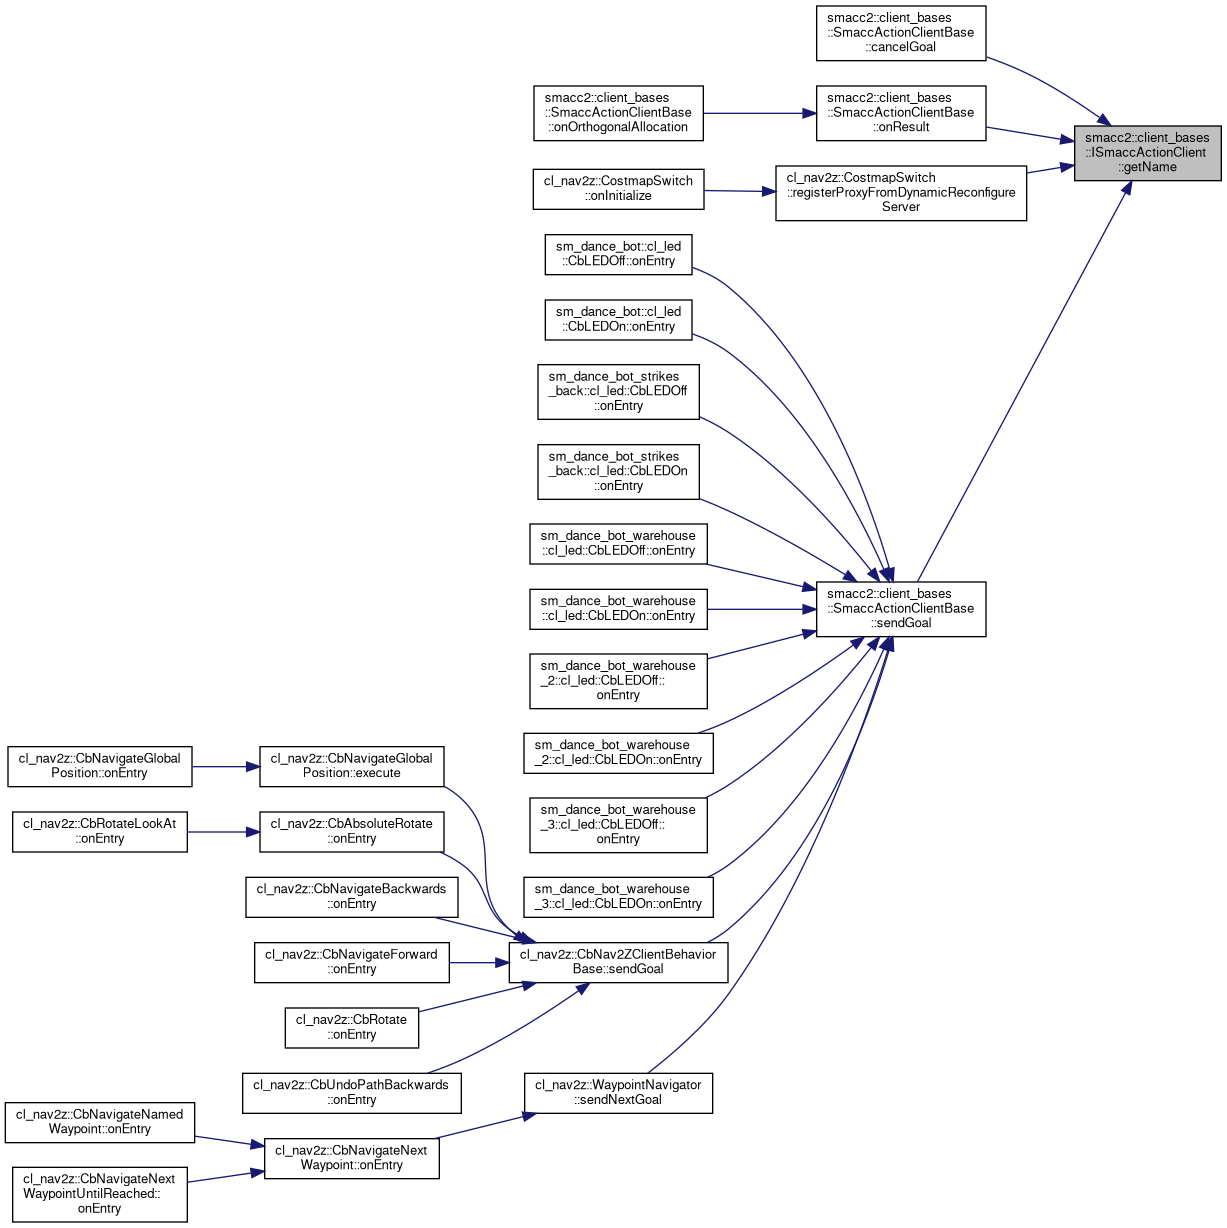 smacc2::client_bases
::SmaccActionClientBase
::cancelGoal
smacc2::client_bases
::SmaccActionClientBase
::onOrthogonalAllocation
smacc2::client_bases
::SmaccActionClientBase
::onResult
smacc2::client_bases
::ISmaccActionClient
::getName
cl_nav2z::CostmapSwitch
::onInitialize
cl_nav2z::CostmapSwitch
::registerProxyFromDynamicReconfigure
Server
sm_dance_bot::cl_led
::CbLEDOff::onEntry
sm_dance_bot::cl_led
::CbLEDOn::onEntry
sm_dance_bot_strikes
_back::cl_led::CbLEDOff
::onEntry
sm_dance_bot_strikes
_back::cl_led::CbLEDOn
::onEntry
sm_dance_bot_warehouse
::cl_led::CbLEDOff::onEntry
sm_dance_bot_warehouse
::cl_led::CbLEDOn::onEntry
smacc2::client_bases
::SmaccActionClientBase
::sendGoal
sm_dance_bot_warehouse
_2::cl_led::CbLEDOff::
onEntry
sm_dance_bot_warehouse
_2::cl_led::CbLEDOn::onEntry
sm_dance_bot_warehouse
_3::cl_led::CbLEDOff::
onEntry
sm_dance_bot_warehouse
_3::cl_led::CbLEDOn::onEntry
cl_nav2z::CbNavigateGlobal
Position::onEntry
cl_nav2z::CbNavigateGlobal
Position::execute
cl_nav2z::CbRotateLookAt
::onEntry
cl_nav2z::CbAbsoluteRotate
::onEntry
cl_nav2z::CbNavigateBackwards
::onEntry
cl_nav2z::CbNavigateForward
::onEntry
cl_nav2z::CbNav2ZClientBehavior
Base::sendGoal
cl_nav2z::CbRotate
::onEntry
cl_nav2z::CbUndoPathBackwards
::onEntry
cl_nav2z::WaypointNavigator
::sendNextGoal
cl_nav2z::CbNavigateNamed
Waypoint::onEntry
cl_nav2z::CbNavigateNext
Waypoint::onEntry
cl_nav2z::CbNavigateNext
WaypointUntilReached::
onEntry